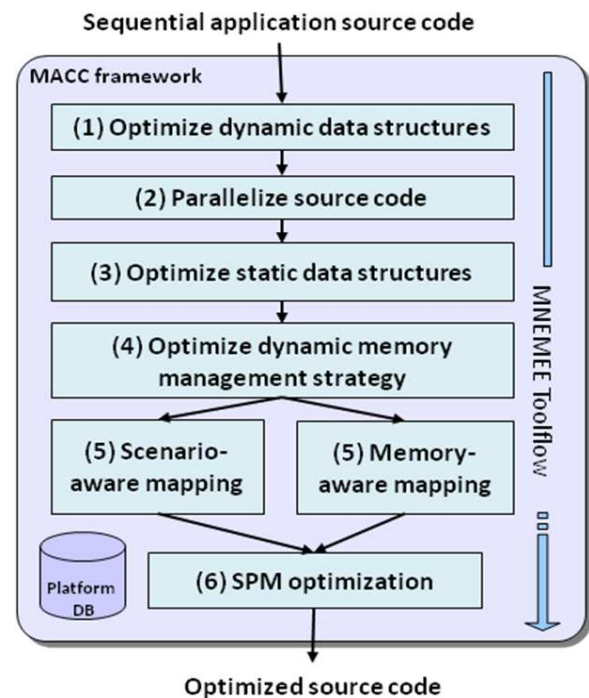 Sequential application source code
MACC framework
(1) Optimize dynamic data structures
(2) Parallelize source code
(3) Optimize static data structures
(4) Optimize dynamic memory
management strategy
(5) Scenario-
aware mapping
(5) Memory-
aware mapping
MNEMEE Toolflow
Platform
DB
(6) SPM optimization
Optimized source code